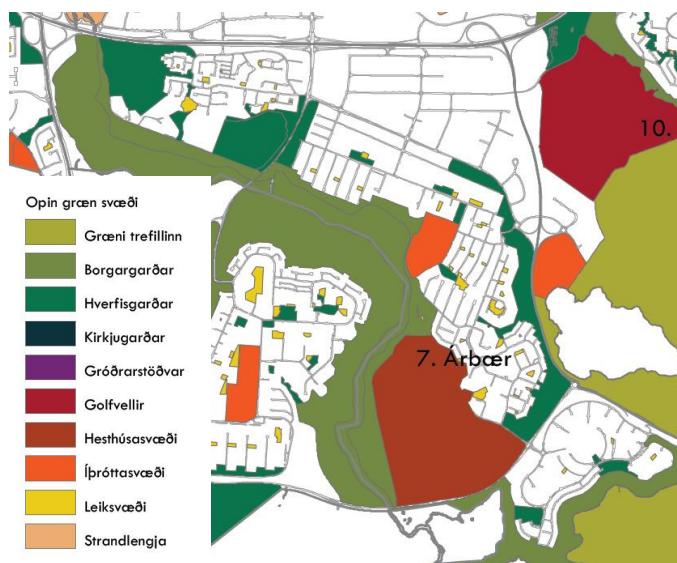 10.
7. Árbær
Opin græn svæði
Græni trefillinn
Borgargarðar
Hverfisgarðar
Kirkjugarðar
Gróðrarstöðvar
Golfvellir
Hesthúsasvæði
Íþróttasvæði
Leiksvæði
Strandlengja